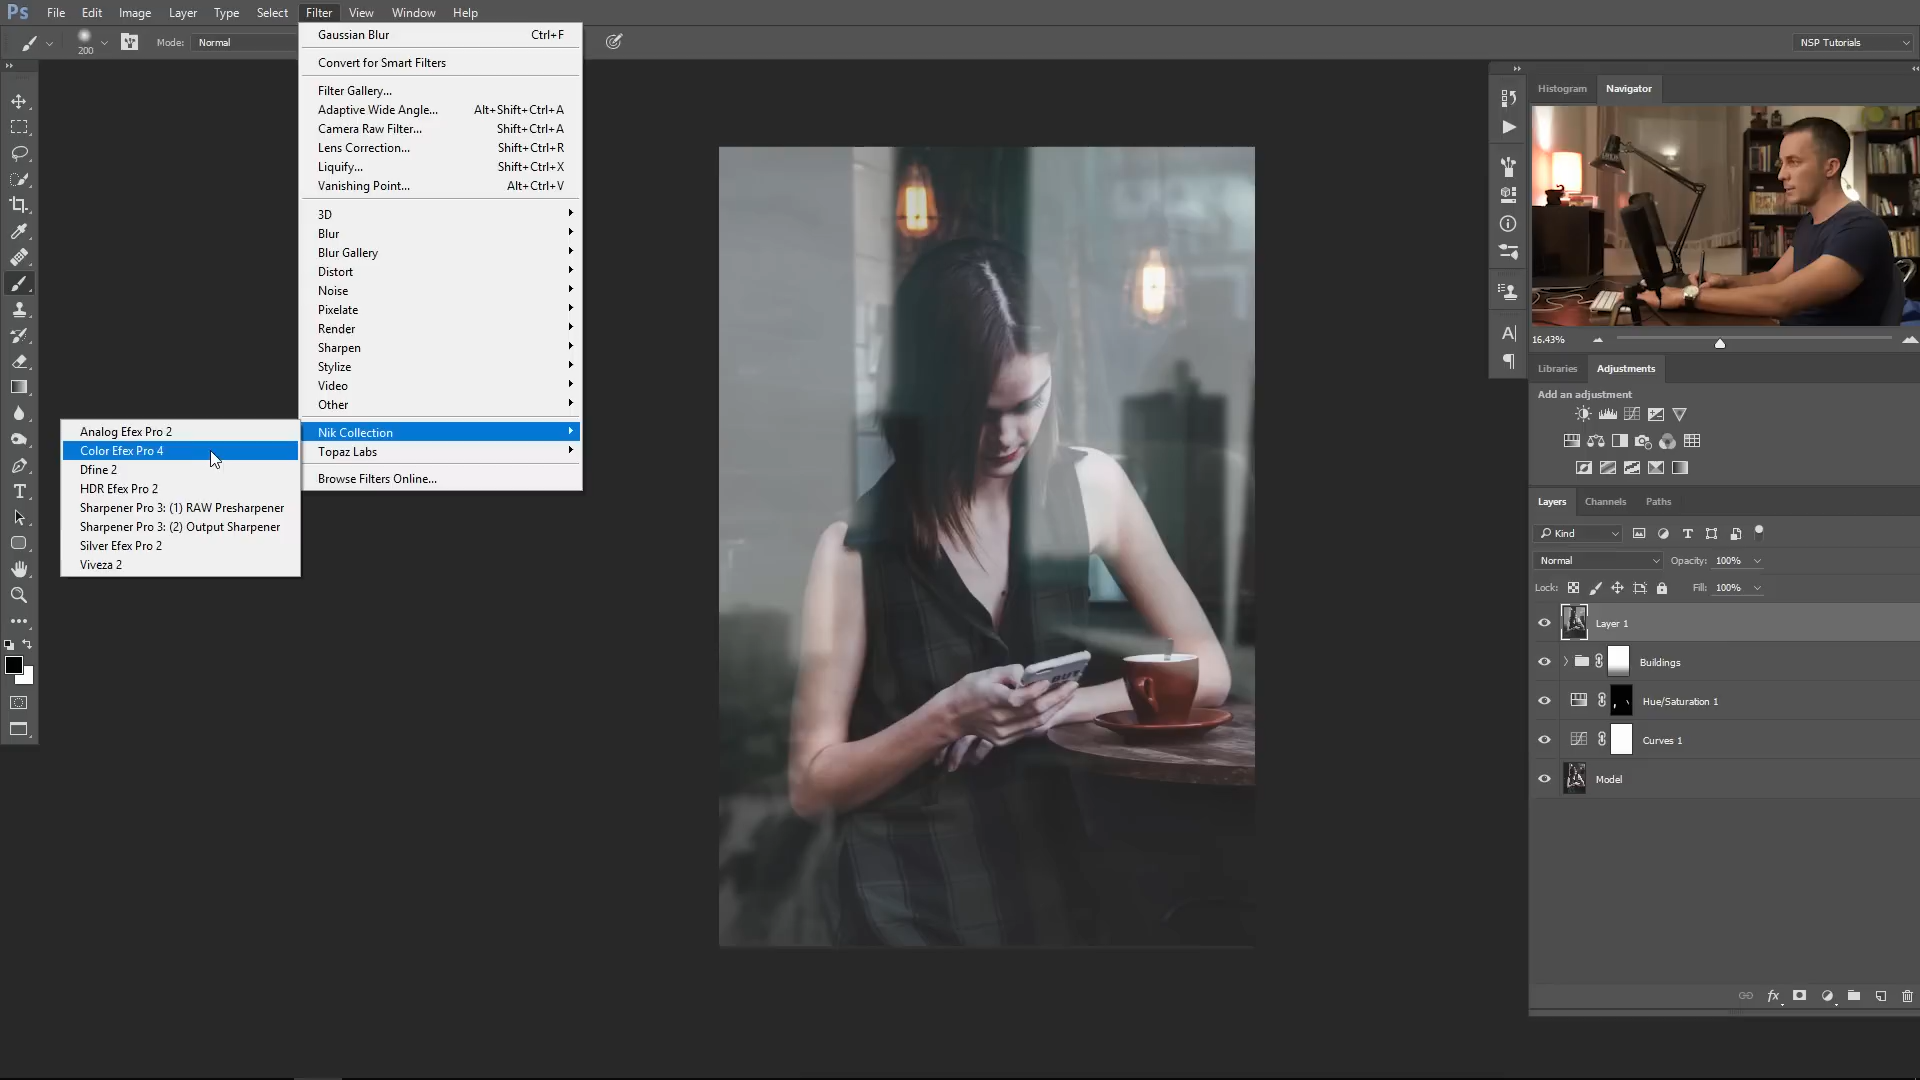 Ps File Edit Image Layer Type Select Filter View Window Help
200 Mode: Normal NSP Tutorials
Gaussian Blur Ctrl+F
Convert for Smart Filters
Filter Gallery...
Adaptive Wide Angle... Alt+Shift+Ctrl+A
Camera Raw Filter... Shift+Ctrl+A
Lens Correction... Shift+Ctrl+R
Liquify... Shift+Ctrl+X
Vanishing Point... Alt+Ctrl+V
3D
Blur
Blur Gallery
Distort
Noise
Pixelate
Render
Sharpen
Stylize
Video
Other
Nik Collection
Topaz Labs
Browse Filters Online...
Analog Efex Pro 2
Color Efex Pro 4
Dfine 2
HDR Efex Pro 2
Sharpener Pro 3: (1) RAW Presharpener
Sharpener Pro 3: (2) Output Sharpener
Silver Efex Pro 2
Viveza 2
Histogram Navigator
16.43%
Libraries Adjustments
Add an adjustment
Layers Channels Paths
Kind
Normal Opacity: 100%
Lock: Fill: 100%
Layer 1
Buildings
Hue/Saturation 1
Curves 1
Model